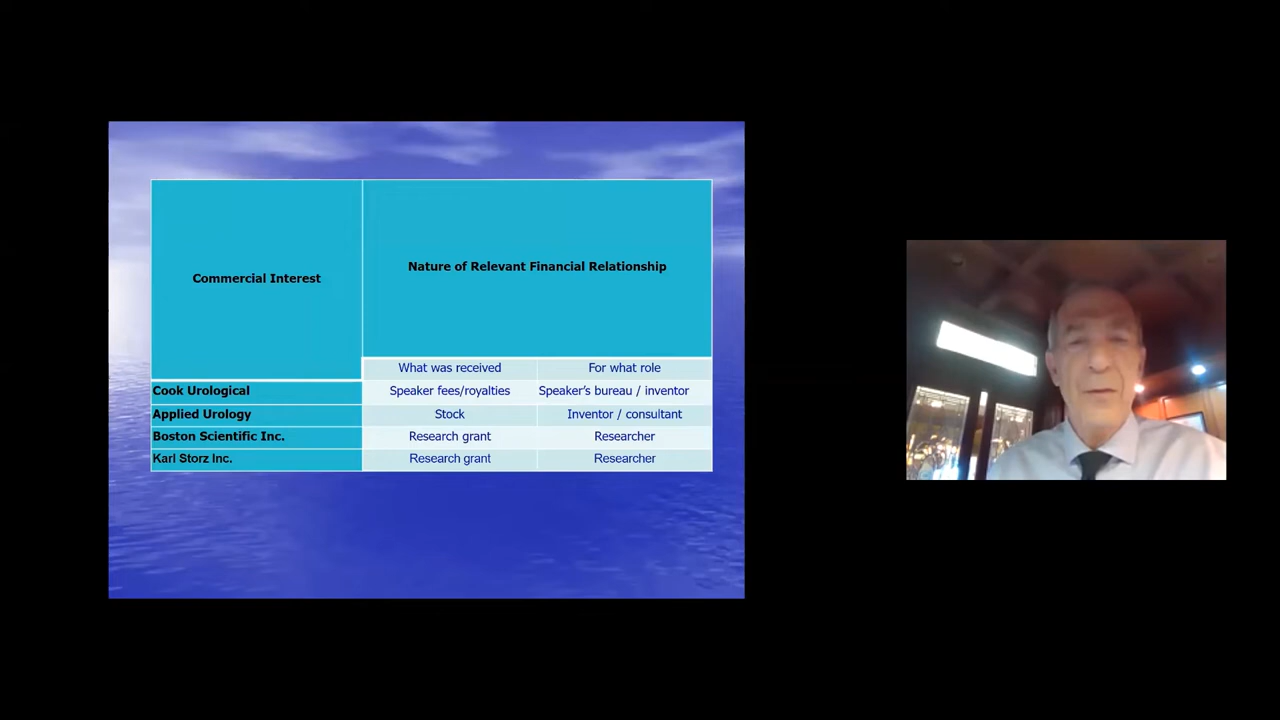 Commercial Interest
Nature of Relevant Financial Relationship
What was received
For what role
Cook Urological
Speaker fees/royalties
Speaker's bureau / inventor
Applied Urology
Stock
Inventor / consultant
Boston Scientific Inc.
Research grant
Researcher
Karl Storz Inc.
Research grant
Researcher